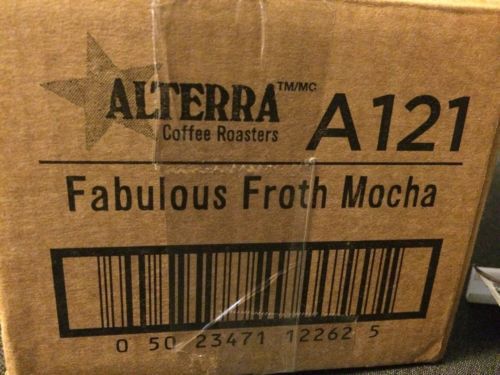 ALTERRA TM/MC
Coffee Roasters
A121
Fabulous Froth Mocha
0 50 23471 12262 5